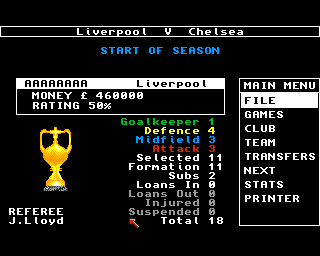 Liverpool V Chelsea
START OF SEASON
AAAAAAAA Liverpool
MONEY £ 460000
RATING 50%
Goalkeeper 1
Defence 4
Midfield 3
Attack 3
Selected 11
Formation 11
Subs 2
Loans In 0
Loans Out 0
Injured 0
Suspended 0
Total 18
REFEREE
J.Lloyd
MAIN MENU
FILE
GAMES
CLUB
TEAM
TRANSFERS
NEXT
STATS
PRINTER